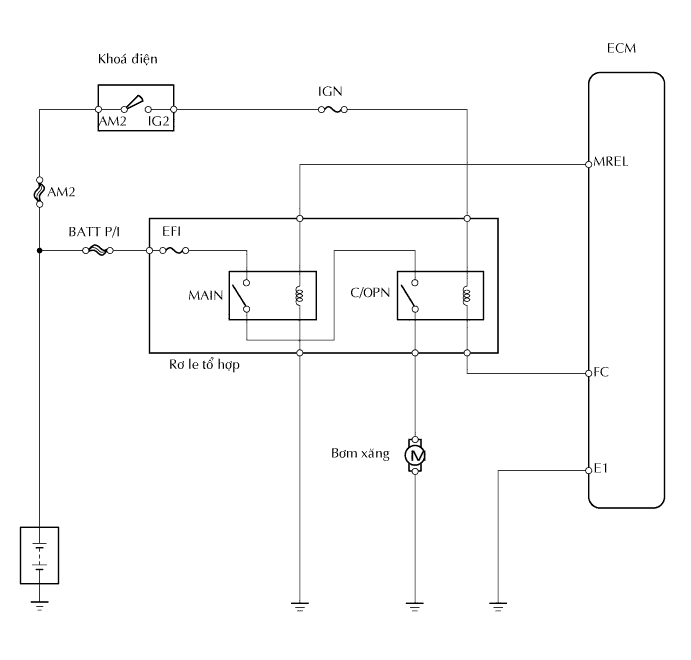 ECM
Khoá điện
IGN
AM2
IG2
MREL
AM2
BATT P/I
EFI
MAIN
C/OPN
Rơ le tổ hợp
FC
Bơm xăng
M
E1